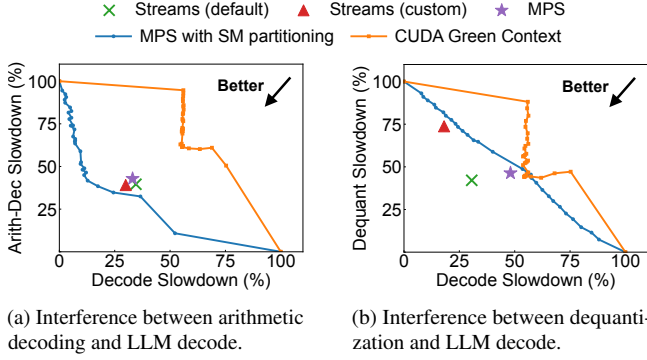 Streams (default) Streams (custom) MPS
MPS with SM partitioning CUDA Green Context
Arith-Dec Slowdown (%)
100
75
50
25
Better
0 25 50 75 100
Decode Slowdown (%)
(a) Interference between arithmetic
decoding and LLM decode.
Dequant Slowdown (%)
100
75
50
25
Better
0 25 50 75 100
Decode Slowdown (%)
(b) Interference between dequanti-
zation and LLM decode.